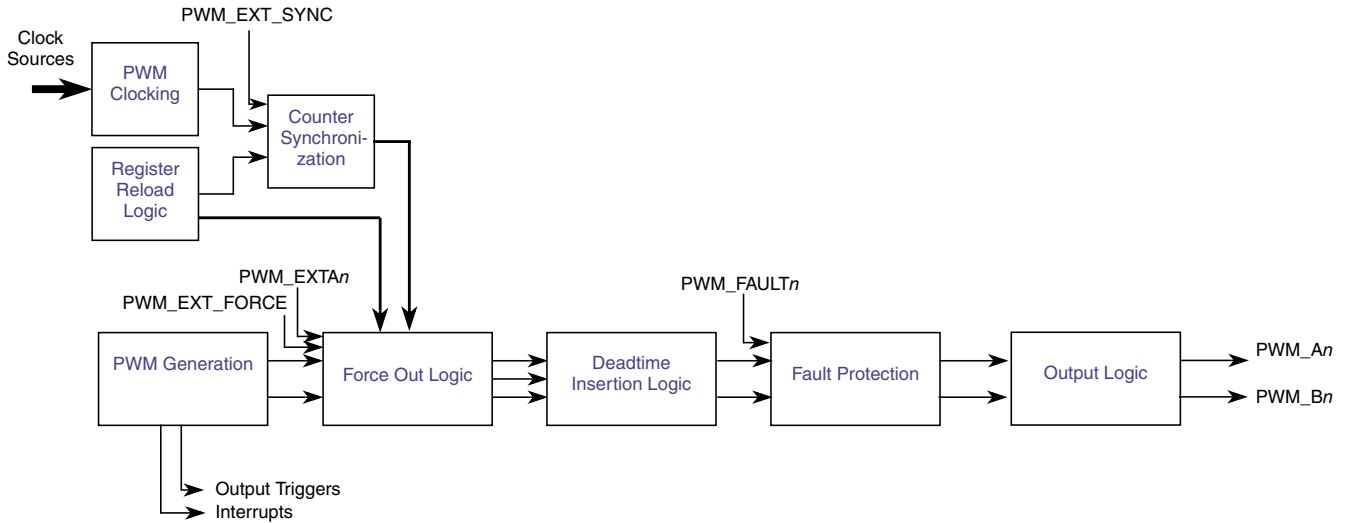 PWM_EXT_SYNC
Clock
Sources
PWM
Clocking
Counter
Synchroni-
zation
Register
Reload
Logic
PWM_EXTAn
PWM_EXT_FORCE
PWM_FAULTn
PWM Generation
Force Out Logic
Deadtime
Insertion Logic
Fault Protection
Output Logic
PWM_An
PWM_Bn
Output Triggers
Interrupts